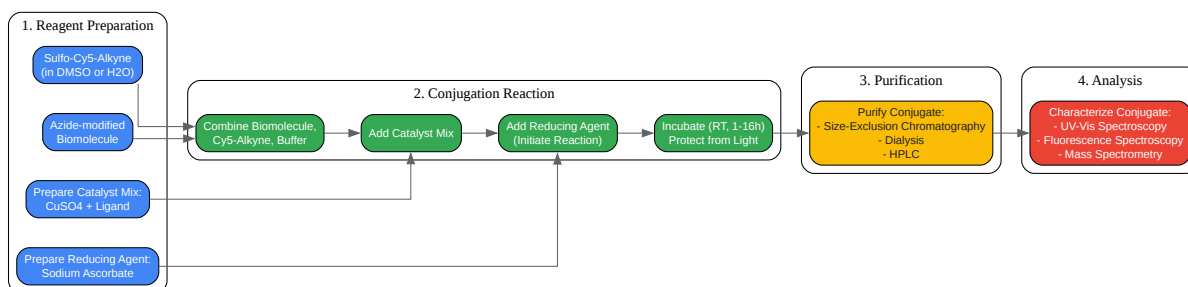 1. Reagent Preparation
Sulfo-Cy5-Alkyne
(in DMSO or H2O)
Azide-modified
Biomolecule
Prepare Catalyst Mix:
CuSO4 + Ligand
Prepare Reducing Agent:
Sodium Ascorbate
2. Conjugation Reaction
Combine Biomolecule,
Cy5-Alkyne, Buffer
Add Catalyst Mix
Add Reducing Agent
(Initiate Reaction)
Incubate (RT, 1-16h)
Protect from Light
3. Purification
Purify Conjugate:
- Size-Exclusion Chromatography
- Dialysis
- HPLC
4. Analysis
Characterize Conjugate:
- UV-Vis Spectroscopy
- Fluorescence Spectroscopy
- Mass Spectrometry